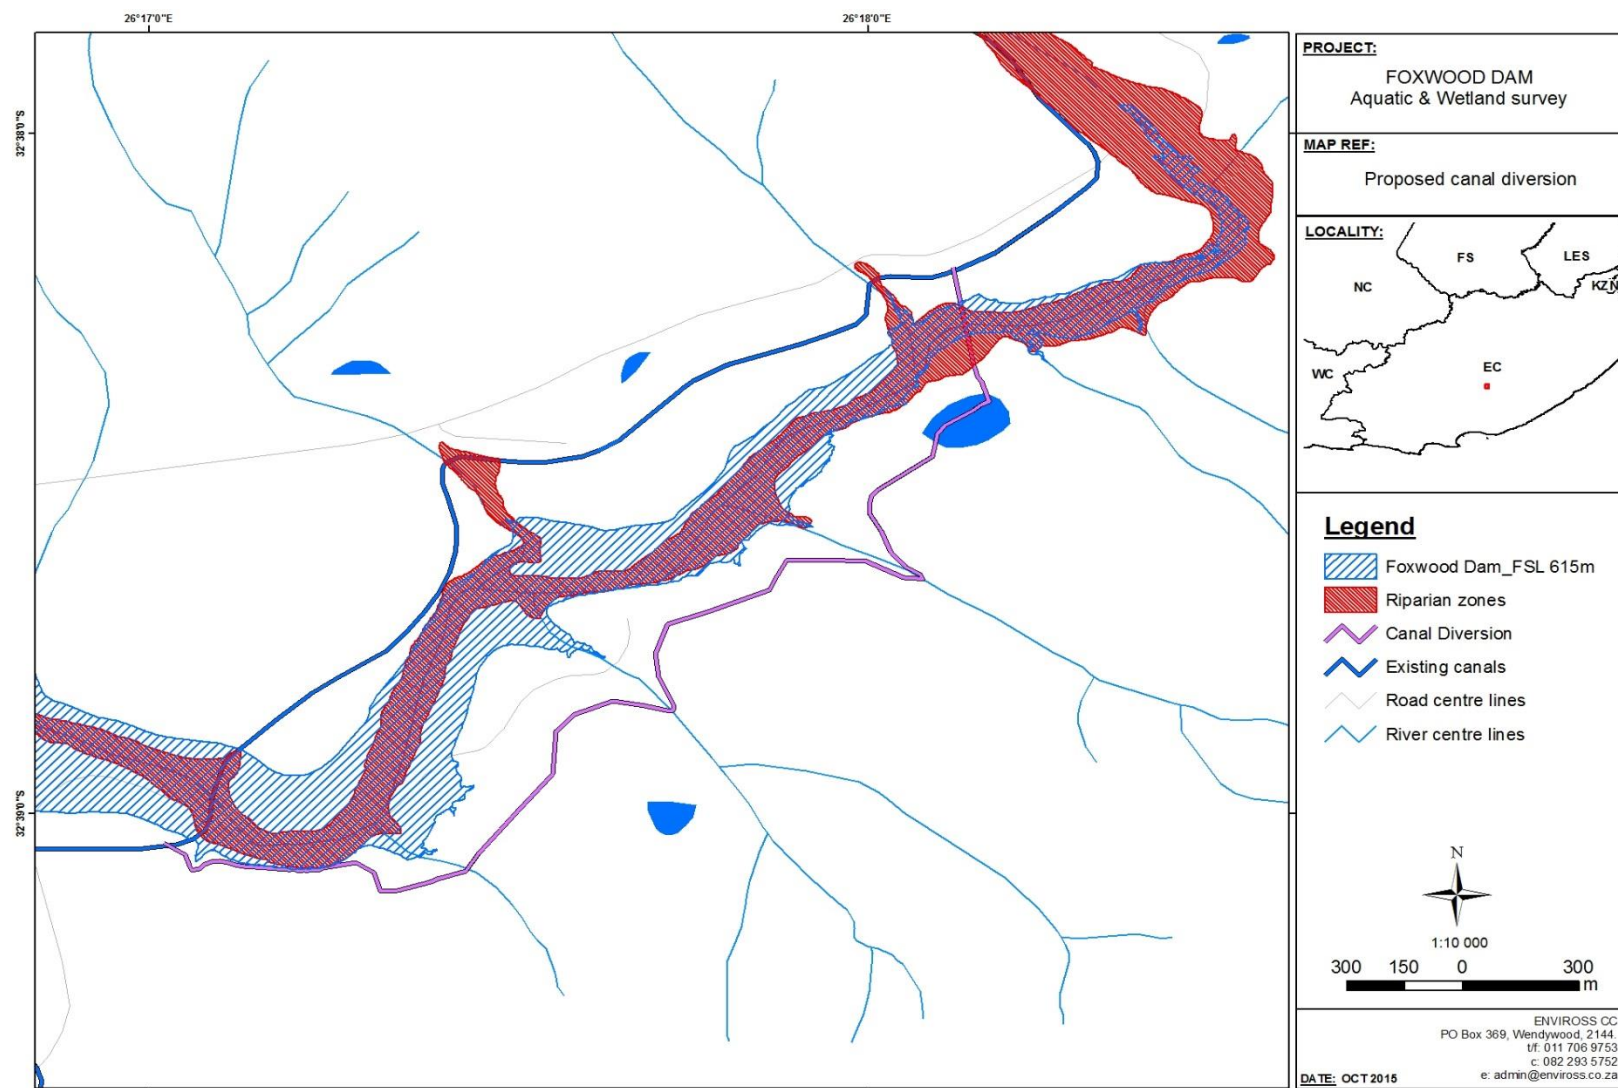 26°17'0"E
26°18'0"E
32°38'0"S
32°39'0"S
PROJECT:
FOXWOOD DAM
Aquatic & Wetland survey
MAP REF:
Proposed canal diversion
LOCALITY:
FS
LES
NC
KZN
WC
EC
Legend
Foxwood Dam_FSL 615m
Riparian zones
Canal Diversion
Existing canals
Road centre lines
River centre lines
N
1:10 000
300 150 0 300
m
ENVIROSS CC
PO Box 369, Wendywood, 2144.
t/f: 011 706 9753
c: 082 293 5752
e: admin@enviross.co.za
DATE: OCT 2015